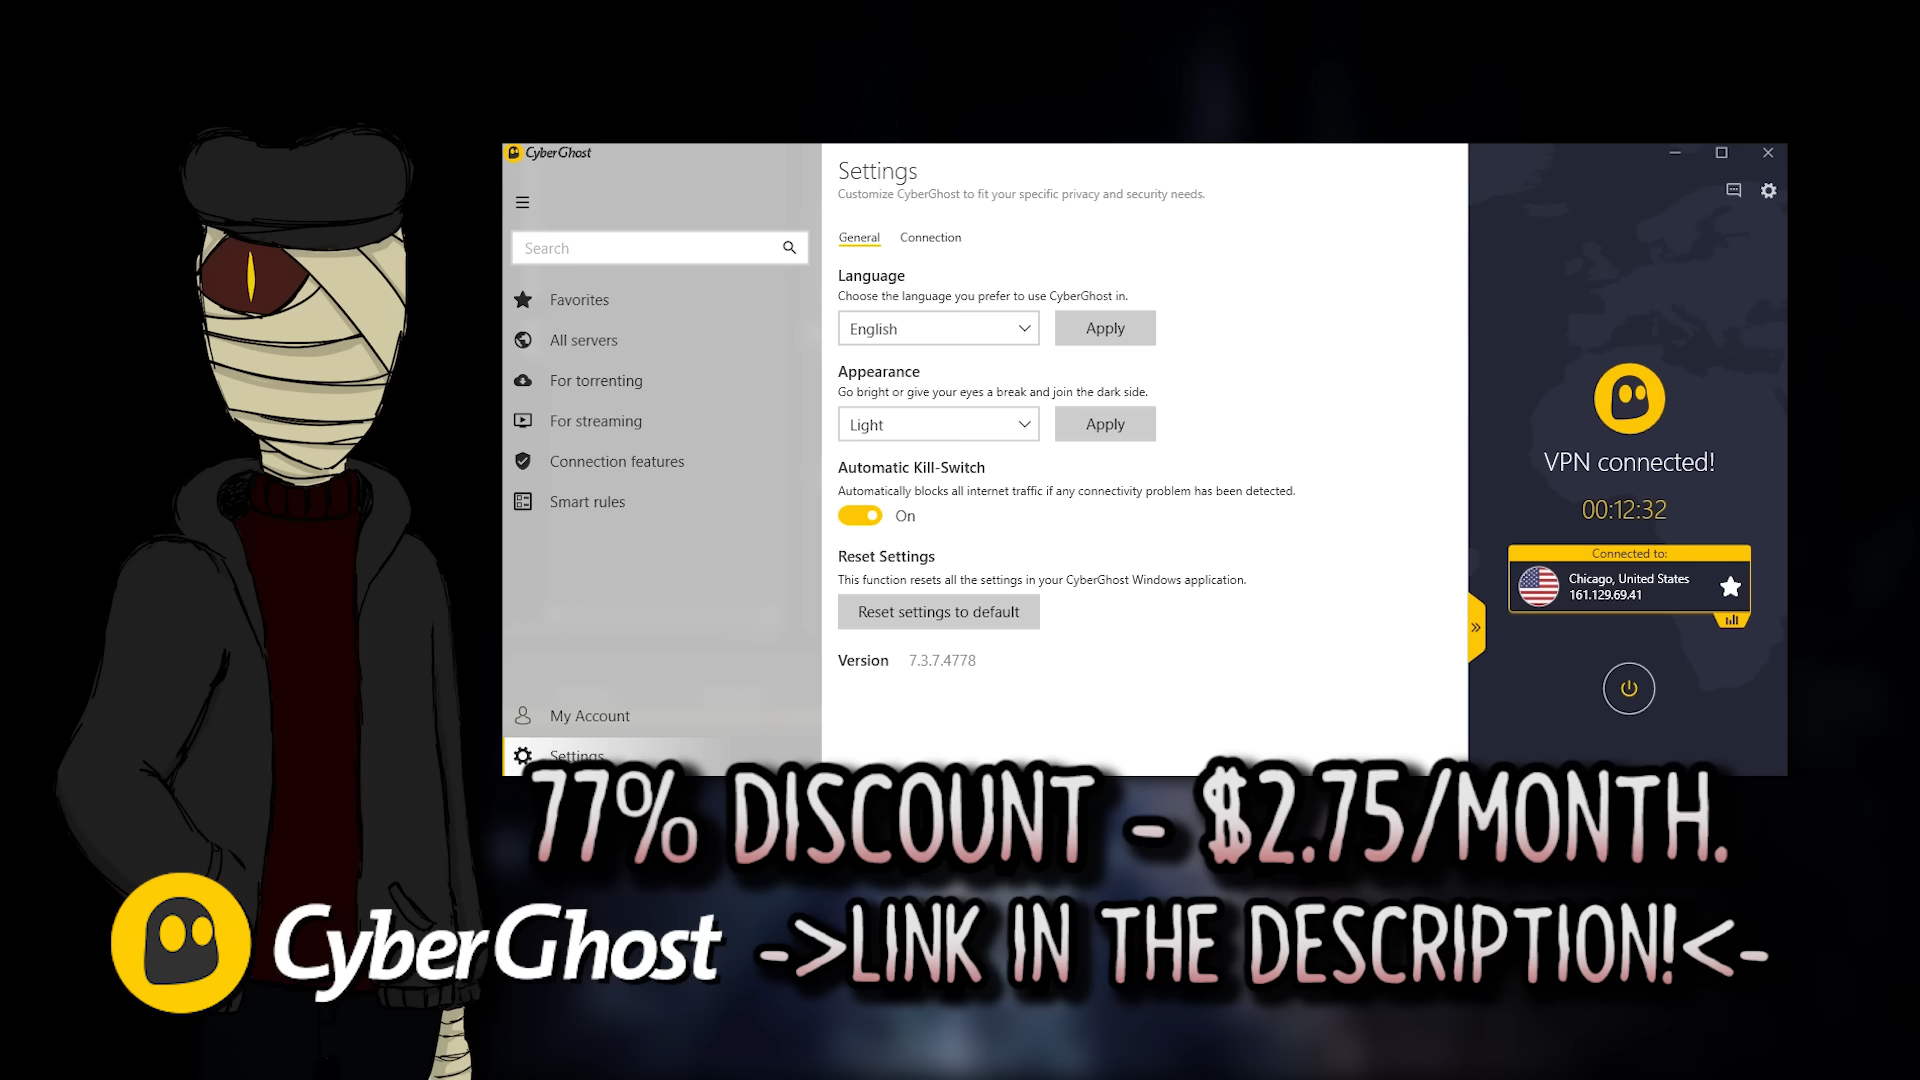 CyberGhost
Search
Favorites
All servers
For torrenting
For streaming
Connection features
Smart rules
My Account
Settings
Settings
Customize CyberGhost to fit your specific privacy and security needs.
General Connection
Language
Choose the language you prefer to use CyberGhost in.
English Apply
Appearance
Go bright or give your eyes a break and join the dark side.
Light Apply
Automatic Kill-Switch
Automatically blocks all internet traffic if any connectivity problem has been detected.
On
Reset Settings
This function resets all the settings in your CyberGhost Windows application.
Reset settings to default
Version 7.3.7.4778
VPN connected!
00:12:32
Connected to:
Chicago, United States
161.129.69.41
77% DISCOUNT - $2.75/MONTH.
CyberGhost ->LINK IN THE DESCRIPTION!<-